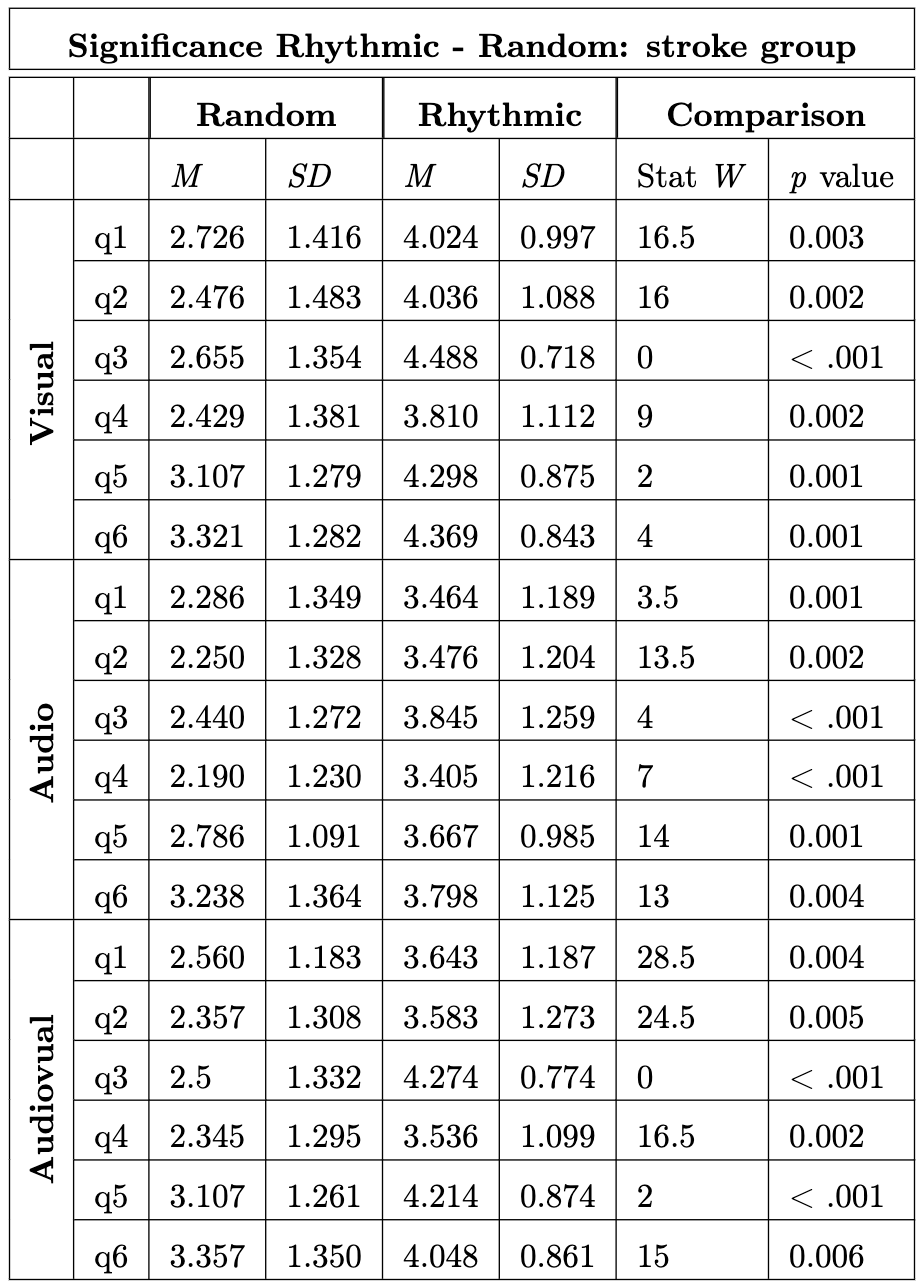 Significance Rhythmic - Random: stroke group
Random Rhythmic Comparison
M SD M SD Stat W p value
Visual
q1 2.726 1.416 4.024 0.997 16.5 0.003
q2 2.476 1.483 4.036 1.088 16 0.002
q3 2.655 1.354 4.488 0.718 0 < .001
q4 2.429 1.381 3.810 1.112 9 0.002
q5 3.107 1.279 4.298 0.875 2 0.001
q6 3.321 1.282 4.369 0.843 4 0.001
Audio
q1 2.286 1.349 3.464 1.189 3.5 0.001
q2 2.250 1.328 3.476 1.204 13.5 0.002
q3 2.440 1.272 3.845 1.259 4 < .001
q4 2.190 1.230 3.405 1.216 7 < .001
q5 2.786 1.091 3.667 0.985 14 0.001
q6 3.238 1.364 3.798 1.125 13 0.004
Audiovual
q1 2.560 1.183 3.643 1.187 28.5 0.004
q2 2.357 1.308 3.583 1.273 24.5 0.005
q3 2.5 1.332 4.274 0.774 0 < .001
q4 2.345 1.295 3.536 1.099 16.5 0.002
q5 3.107 1.261 4.214 0.874 2 < .001
q6 3.357 1.350 4.048 0.861 15 0.006